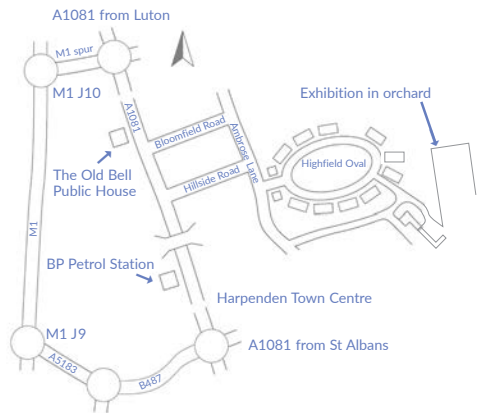 A1081 from Luton
M1 spur
M1 J10
A1081
Exhibition in orchard
Bloomfield Road
Ambrose Lane
Highfield Oval
The Old Bell
Public House
Hillside Road
M1
BP Petrol Station
Harpenden Town Centre
M1 J9
A1081 from St Albans
A5183
B487